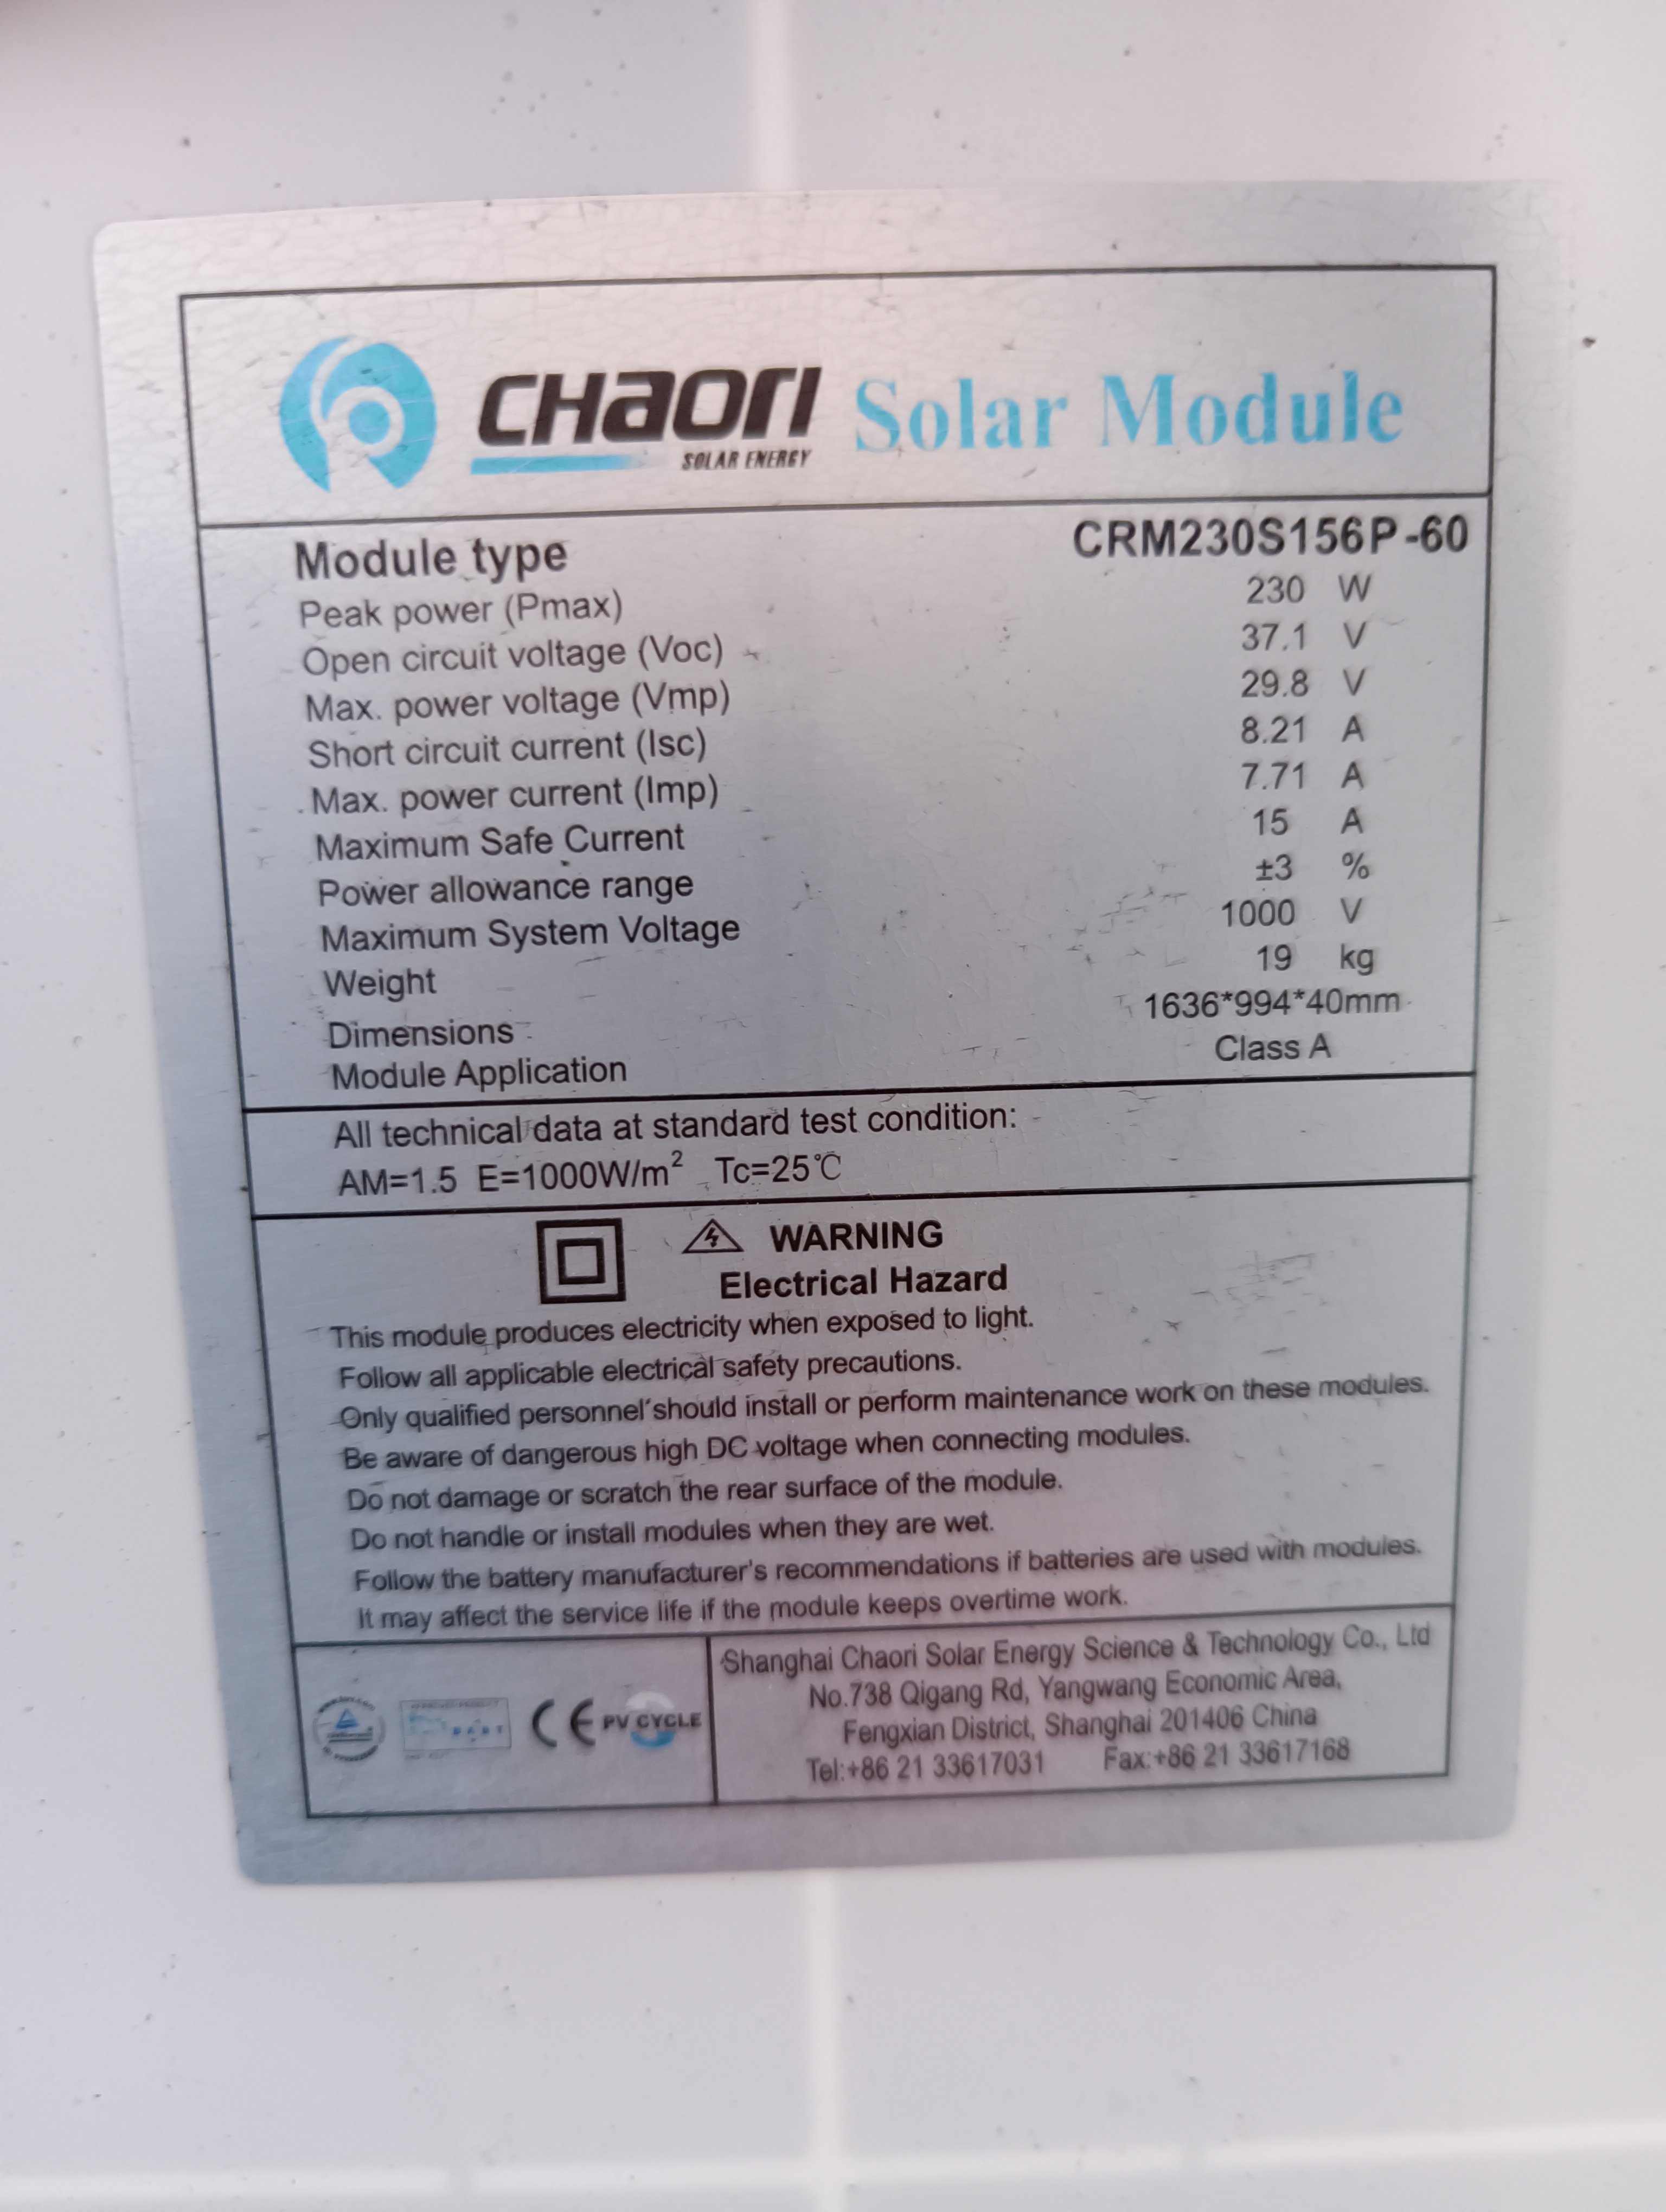 CHaori Solar Module
SOLAR ENERGY
Module type CRM230S156P-60
Peak power (Pmax) 230 W
Open circuit voltage (Voc) 37.1 V
Max. power voltage (Vmp) 29.8 V
Short circuit current (Isc) 8.21 A
Max. power current (Imp) 7.71 A
Maximum Safe Current 15 A
Power allowance range ±3 %
Maximum System Voltage 1000 V
Weight 19 kg
Dimensions 1636*994*40mm
Module Application Class A
All technical data at standard test condition:
AM=1.5 E=1000W/m² Tc=25℃
WARNING
Electrical Hazard
This module produces electricity when exposed to light.
Follow all applicable electrical safety precautions.
Only qualified personnel should install or perform maintenance work on these modules.
Be aware of dangerous high DC voltage when connecting modules.
Do not damage or scratch the rear surface of the module.
Do not handle or install modules when they are wet.
Follow the battery manufacturer's recommendations if batteries are used with modules.
It may affect the service life if the module keeps overtime work.
CE PV CYCLE
Shanghai Chaori Solar Energy Science & Technology Co., Ltd
No.738 Qigang Rd, Yangwang Economic Area,
Fengxian District, Shanghai 201406 China
Tel:+86 21 33617031 Fax:+86 21 33617168